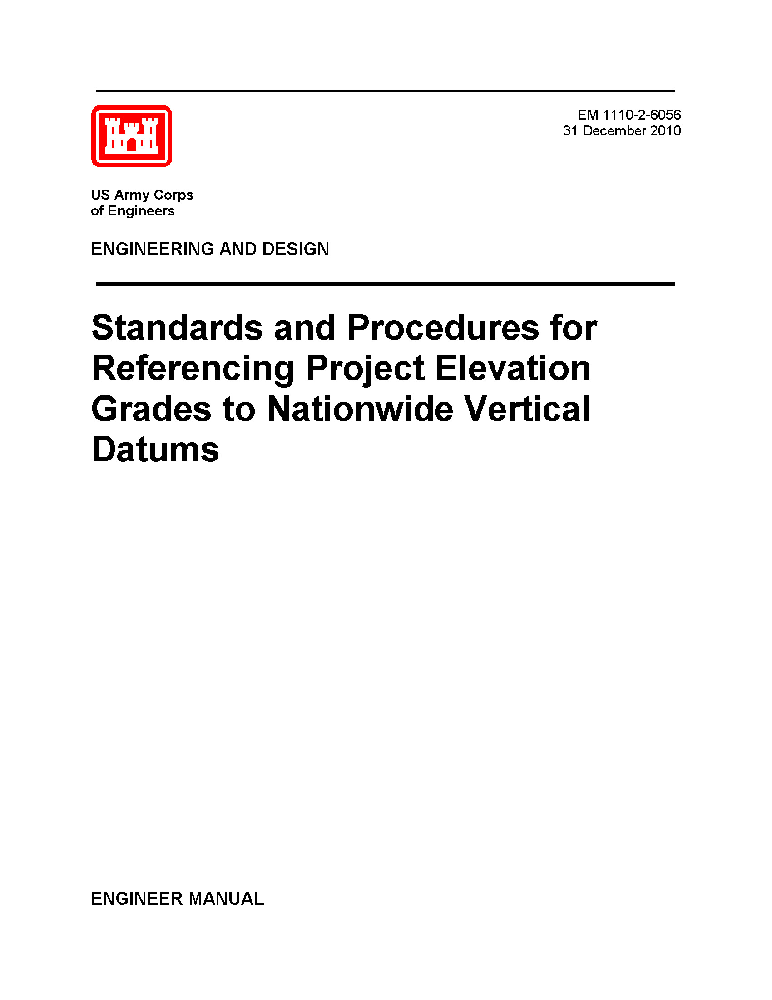 EM 1110-2-6056
31 December 2010
US Army Corps
of Engineers
ENGINEERING AND DESIGN
Standards and Procedures for
Referencing Project Elevation
Grades to Nationwide Vertical
Datums
ENGINEER MANUAL